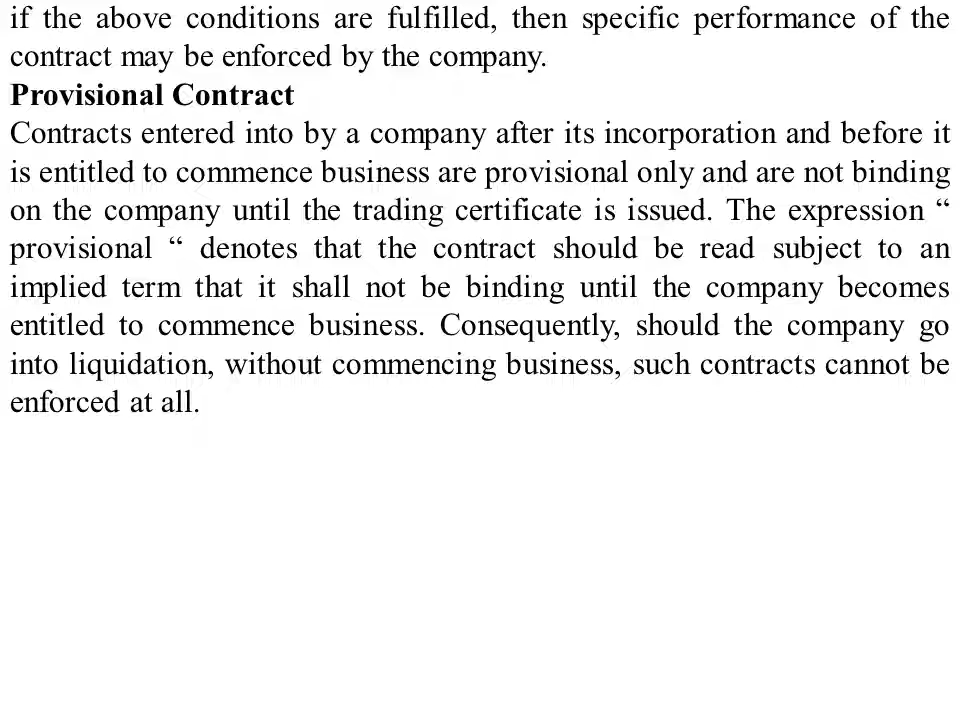 if the above conditions are fulfilled, then specific performance of the
contract may be enforced by the company.
Provisional Contract
Contracts entered into by a company after its incorporation and before it
is entitled to commence business are provisional only and are not binding
on the company until the trading certificate is issued. The expression “
provisional “ denotes that the contract should be read subject to an
implied term that it shall not be binding until the company becomes
entitled to commence business. Consequently, should the company go
into liquidation, without commencing business, such contracts cannot be
enforced at all.